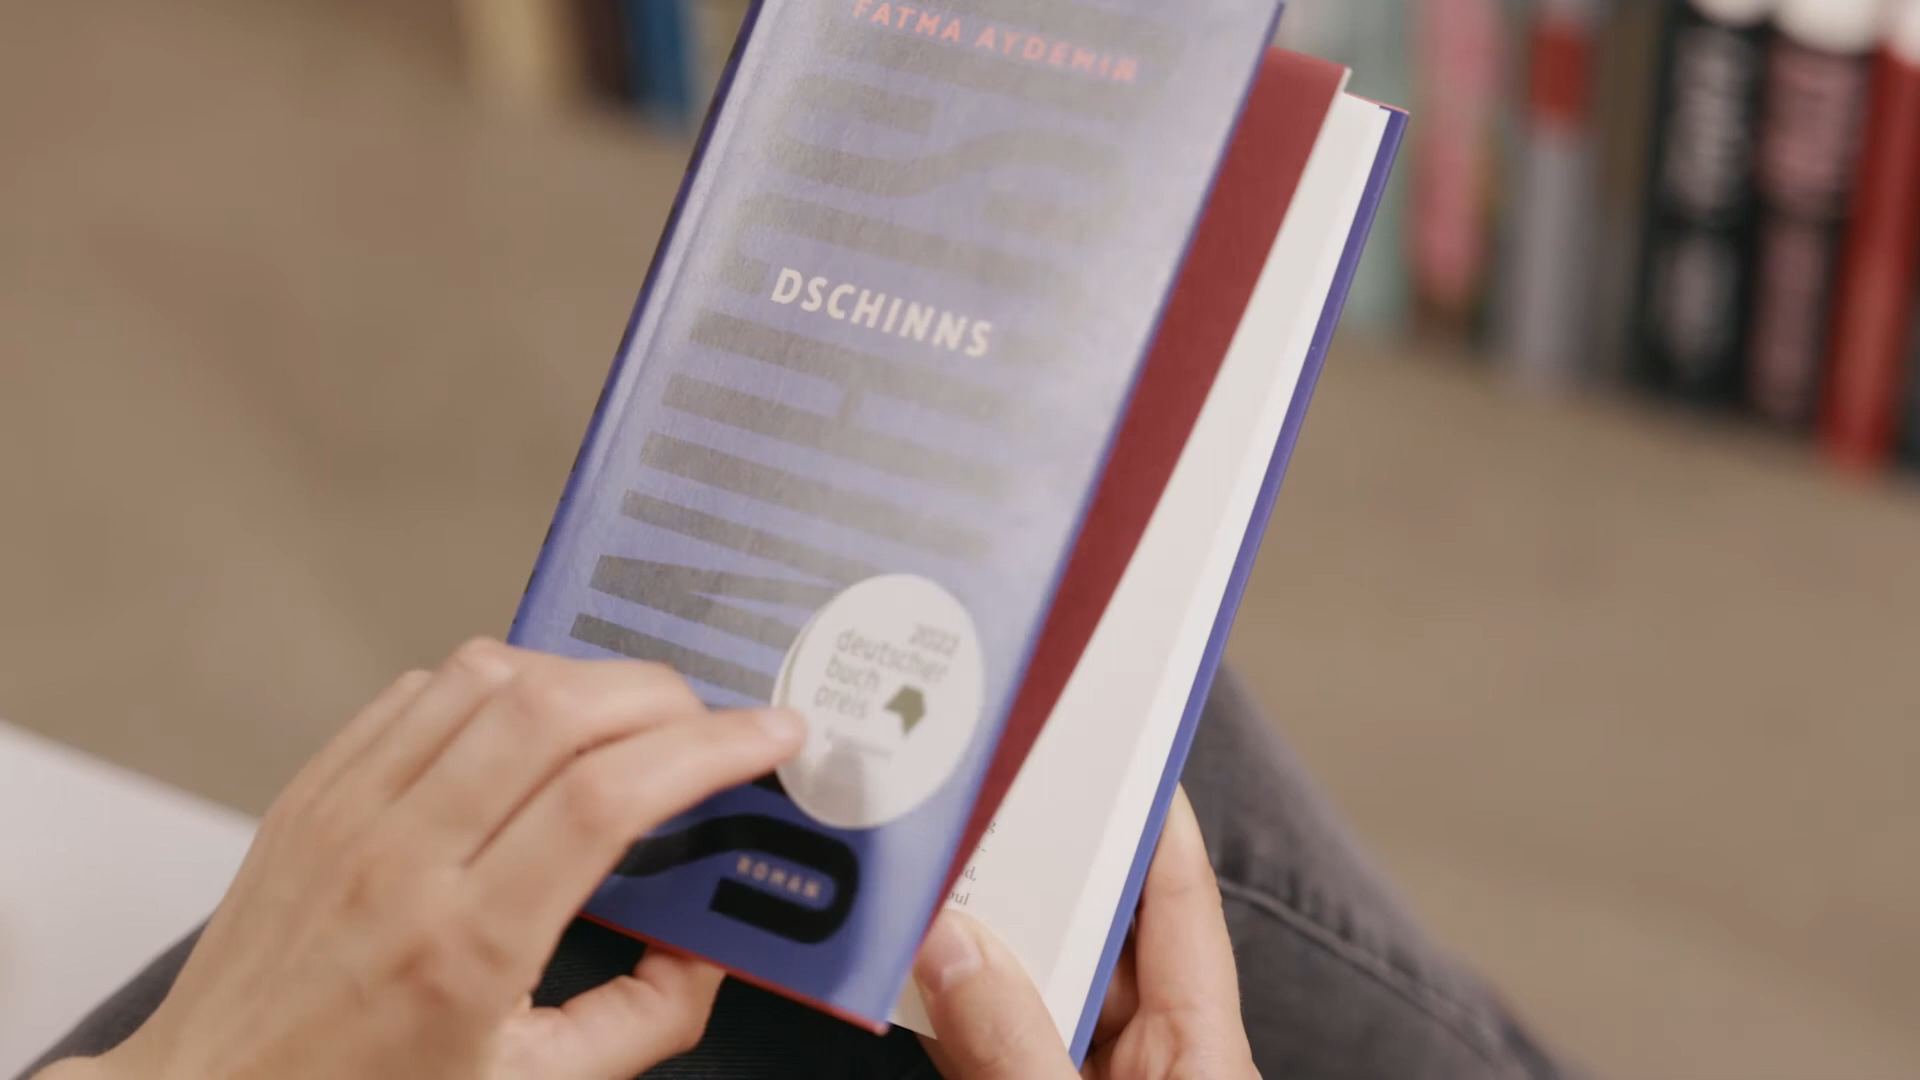 FATMA AYDEMIR
DSCHINNS
2022
deutscher
buch
preis
ROMAN
d.